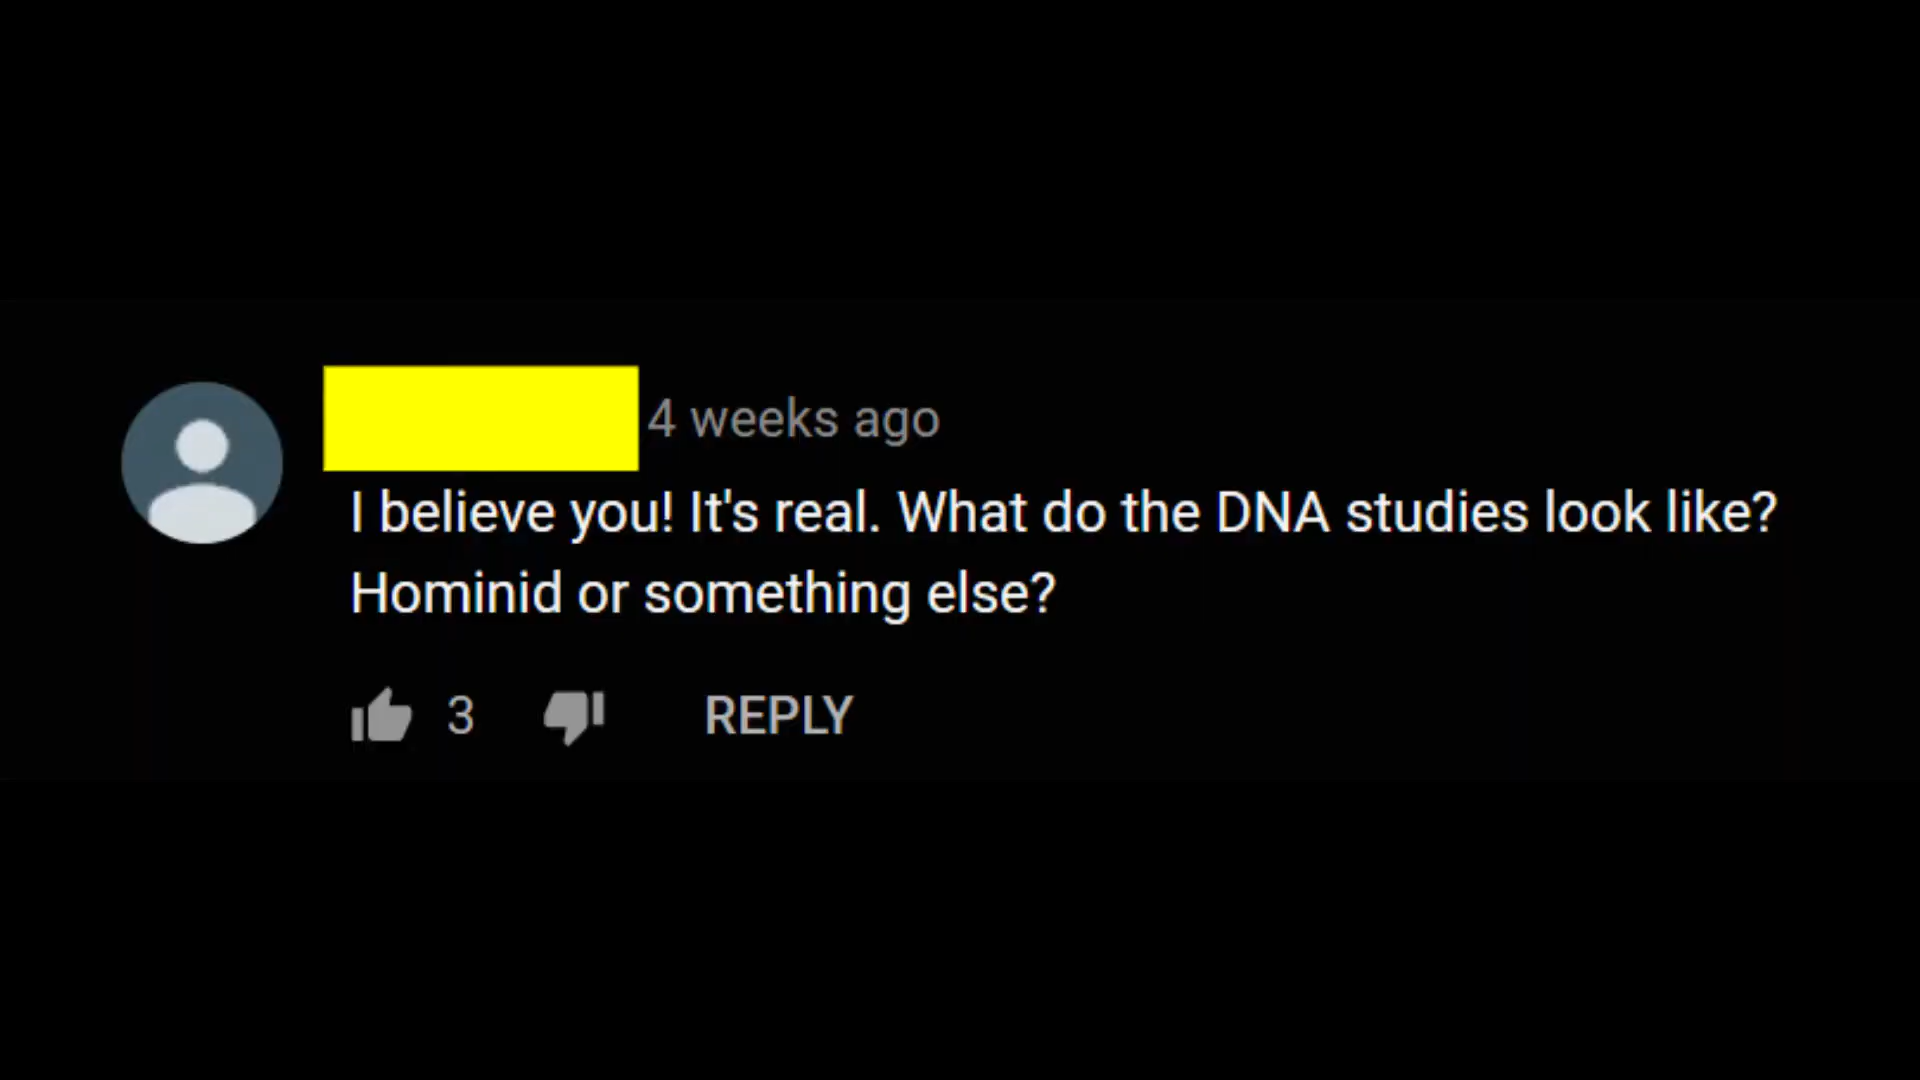 4 weeks ago
I believe you! It's real. What do the DNA studies look like?
Hominid or something else?
3 REPLY